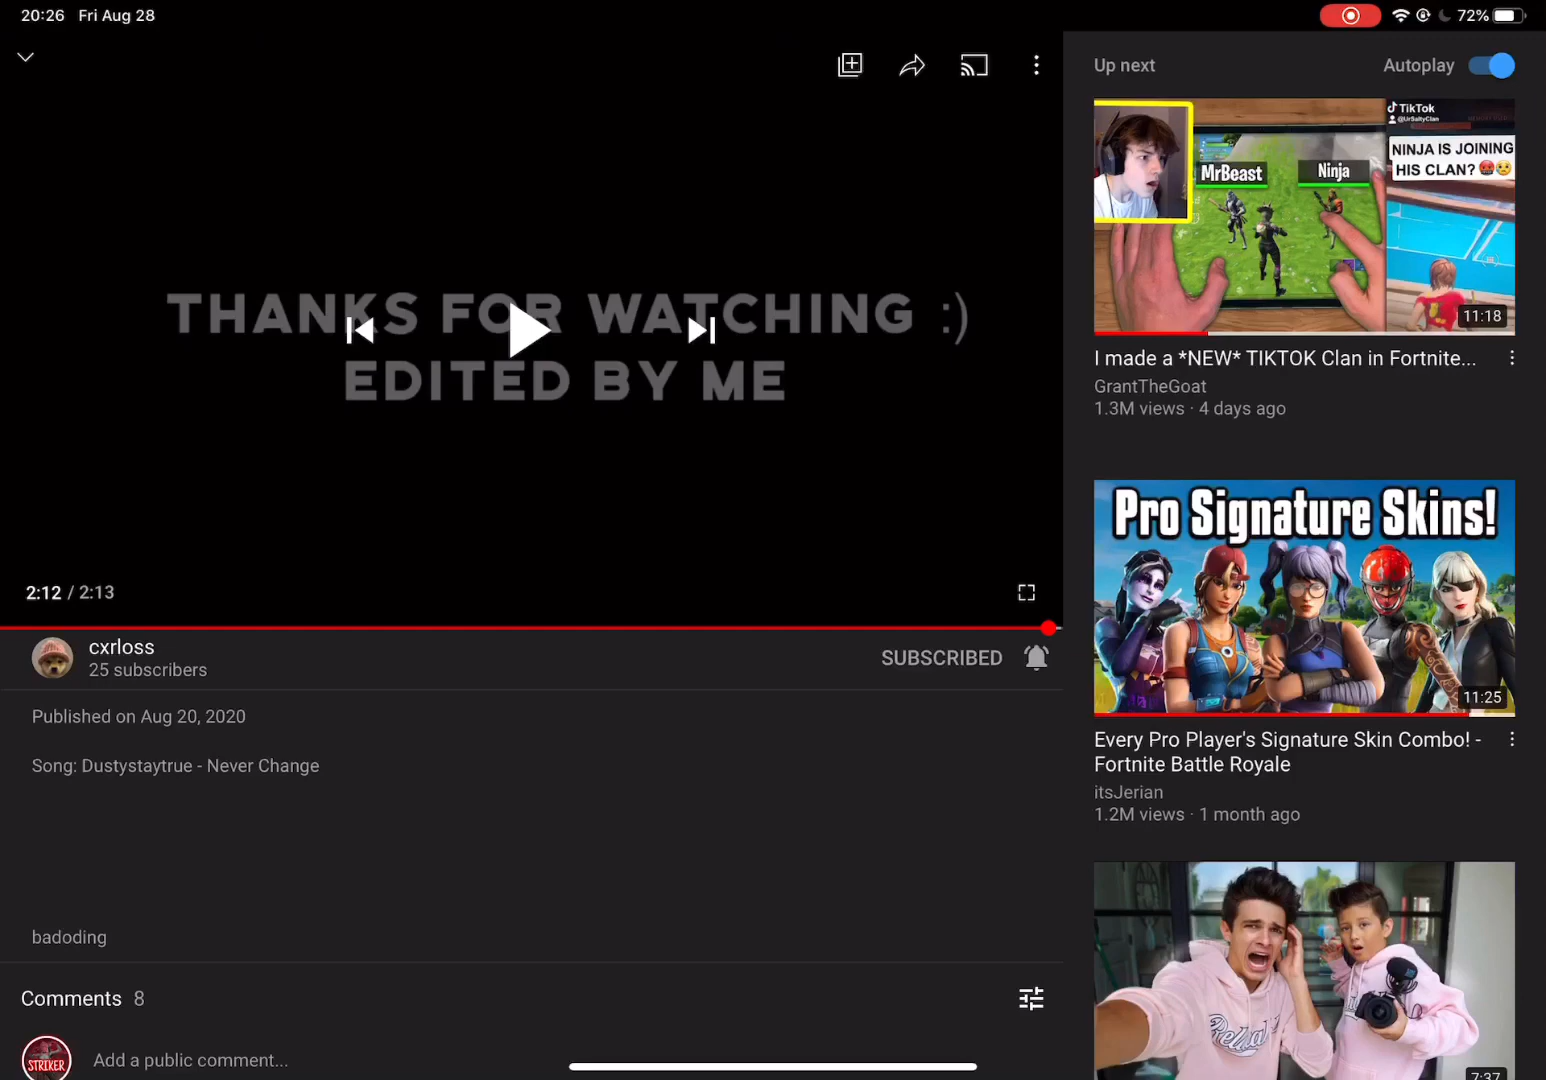 20:26 Fri Aug 28
72%
THANKS FOR WATCHING :)
EDITED BY ME
2:12 / 2:13
cxrloss
25 subscribers
SUBSCRIBED
Published on Aug 20, 2020
Song: Dustystaytrue - Never Change
badoding
Comments 8
STRIKER
Add a public comment...
Up next
Autoplay
TikTok
@UrSaltyClan
NINJA IS JOINING
HIS CLAN? 🤬😢
MrBeast
Ninja
11:18
I made a *NEW* TIKTOK Clan in Fortnite...
GrantTheGoat
1.3M views · 4 days ago
Pro Signature Skins!
11:25
Every Pro Player's Signature Skin Combo! -
Fortnite Battle Royale
itsJerian
1.2M views · 1 month ago
7:37